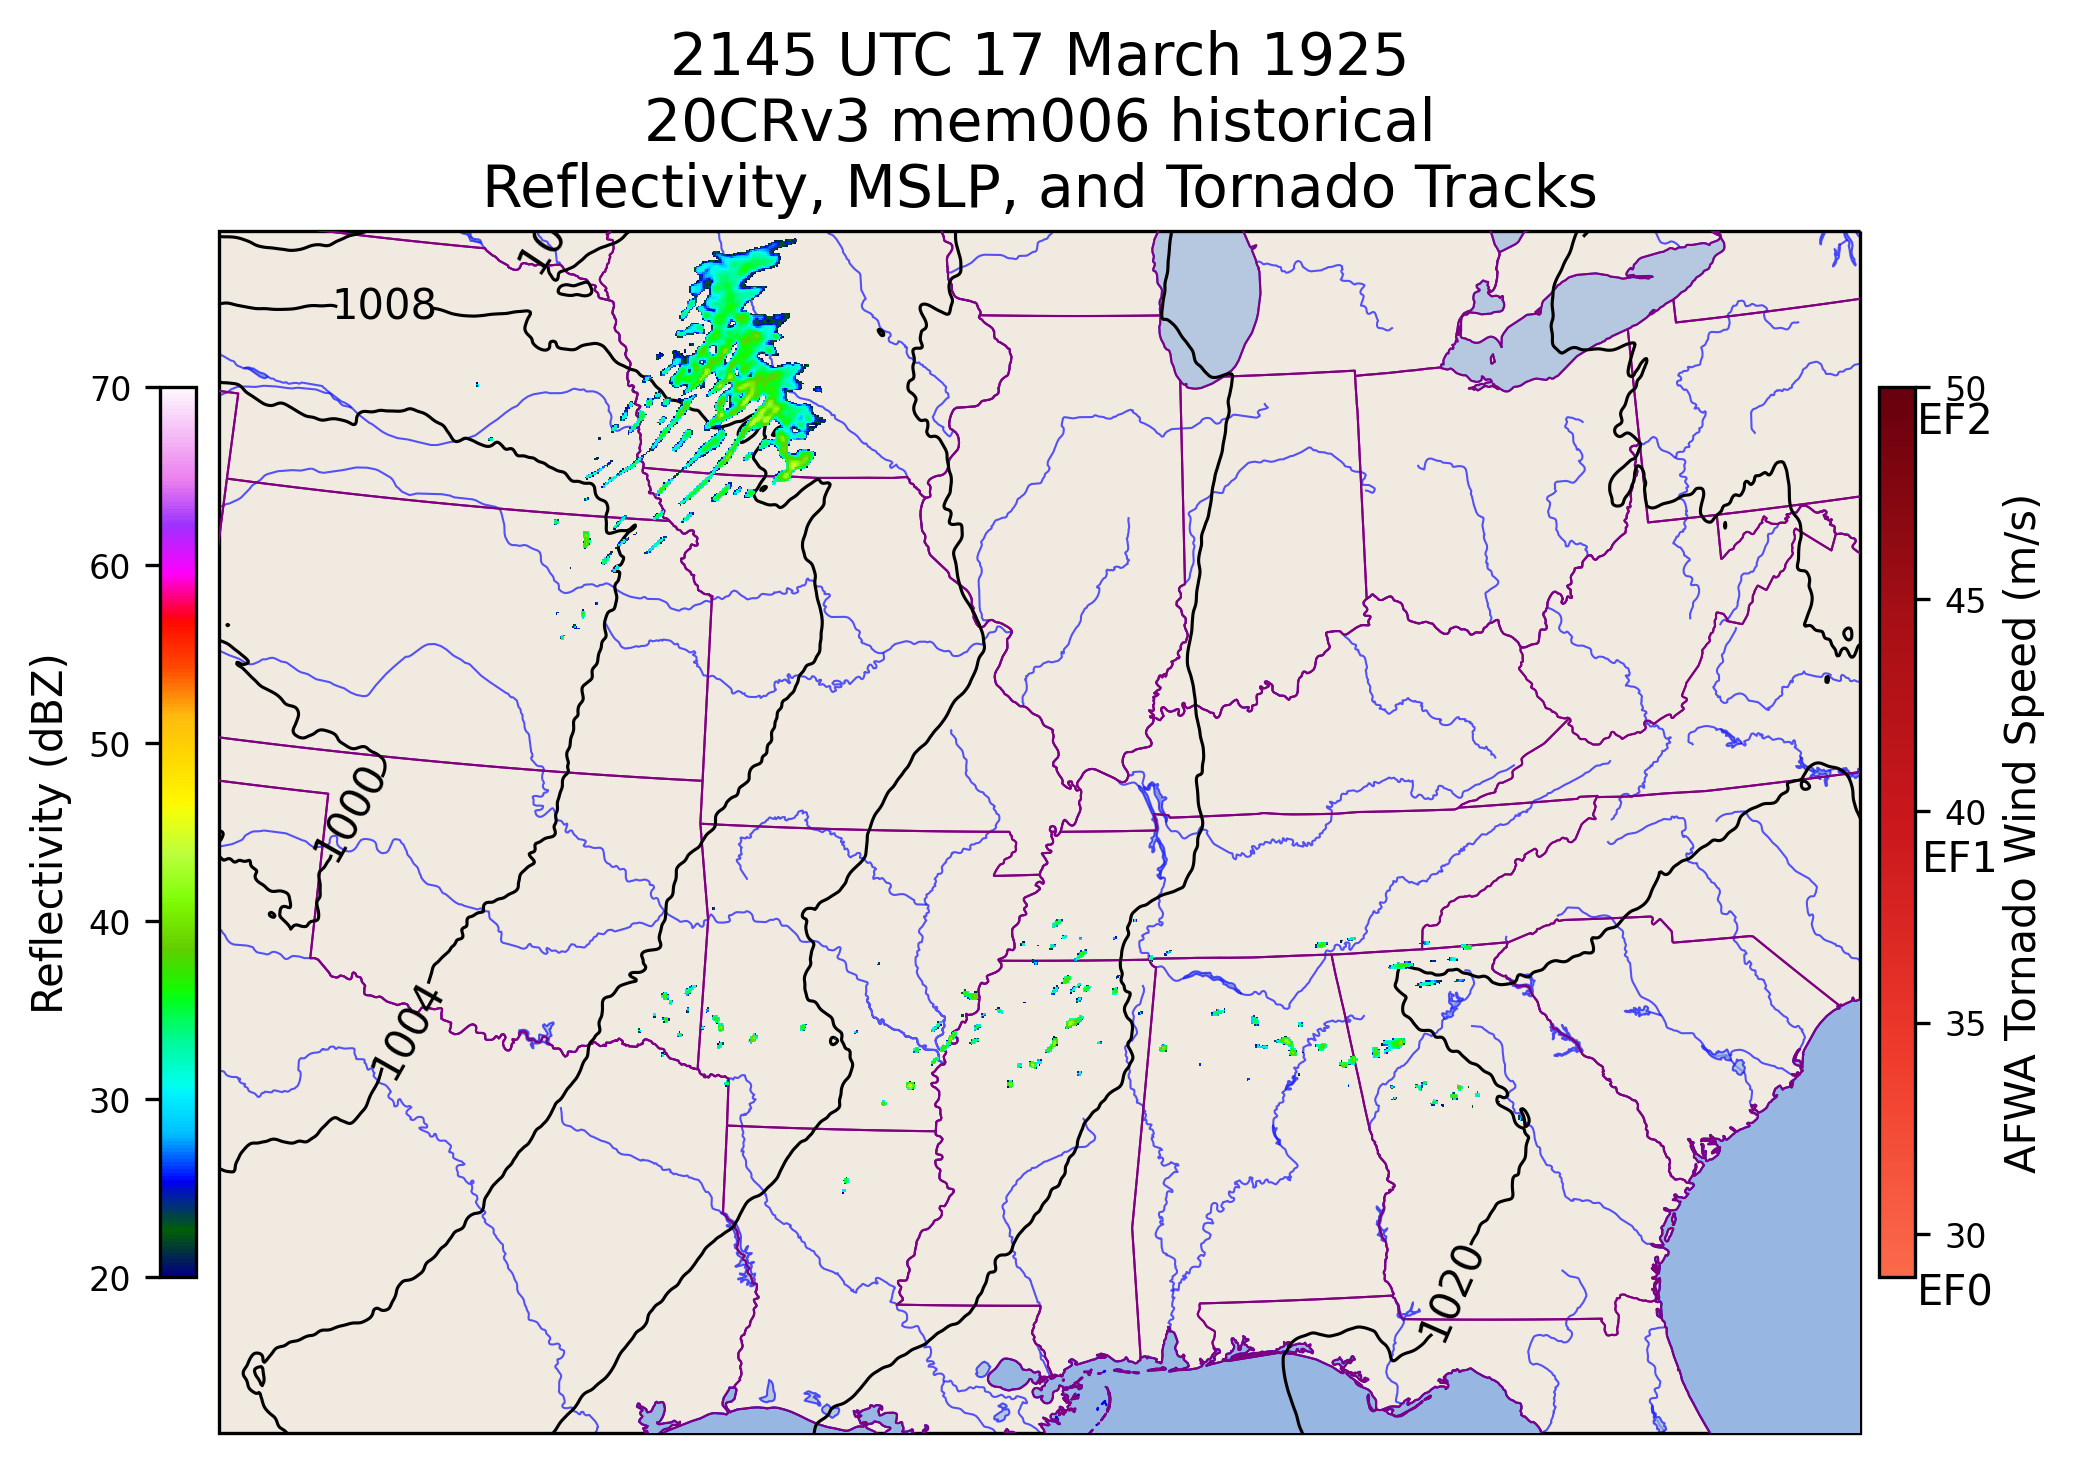 2145 UTC 17 March 1925
20CRv3 mem006 historical
Reflectivity, MSLP, and Tornado Tracks
10
1008
1000
1004
1020
70
60
50
40
30
20
Reflectivity (dBZ)
50
EF2
45
40
EF1
35
30
EF0
AFWA Tornado Wind Speed (m/s)